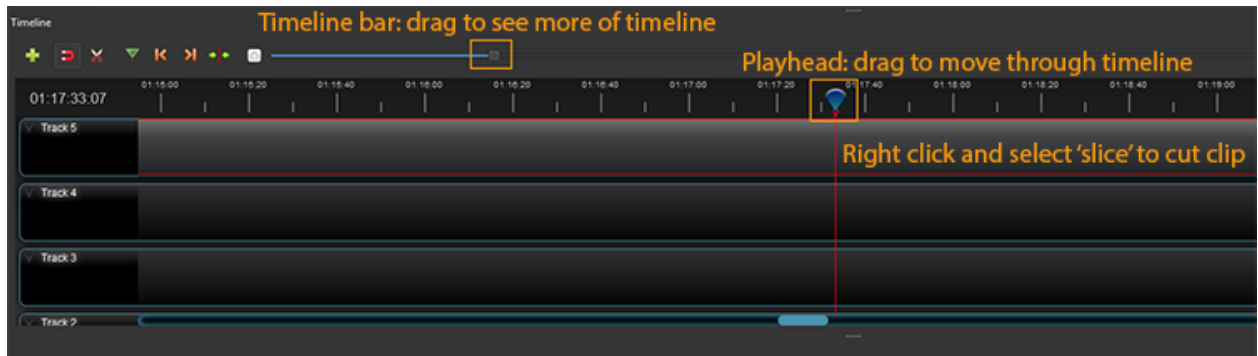 Timeline
Timeline bar: drag to see more of timeline
Playhead: drag to move through timeline
01:17:33:07
01:15:00 01:15:20 01:15:40 01:16:00 01:16:20 01:16:40 01:17:00 01:17:20 01:17:40 01:18:00 01:18:20 01:18:40 01:19:00
Track 5
Right click and select ‘slice’ to cut clip
Track 4
Track 3
Track 2